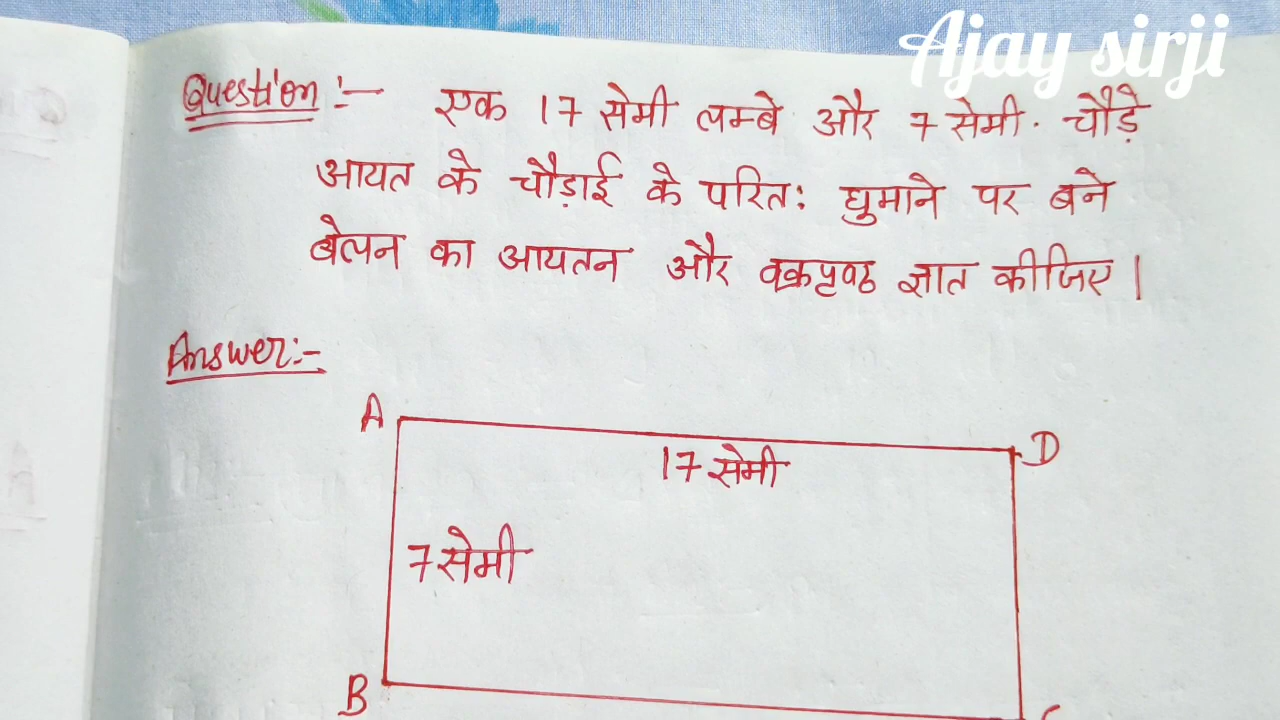 Ajay sirji
Question :- एक 17 सेमी लम्बे और 7 सेमी. चौड़े
आयत के चौड़ाई के परित: घुमाने पर बने
बेलन का आयतन और वक्रपृष्ठ ज्ञात कीजिए।
Answer:-
A
D
17 सेमी
7 सेमी
B